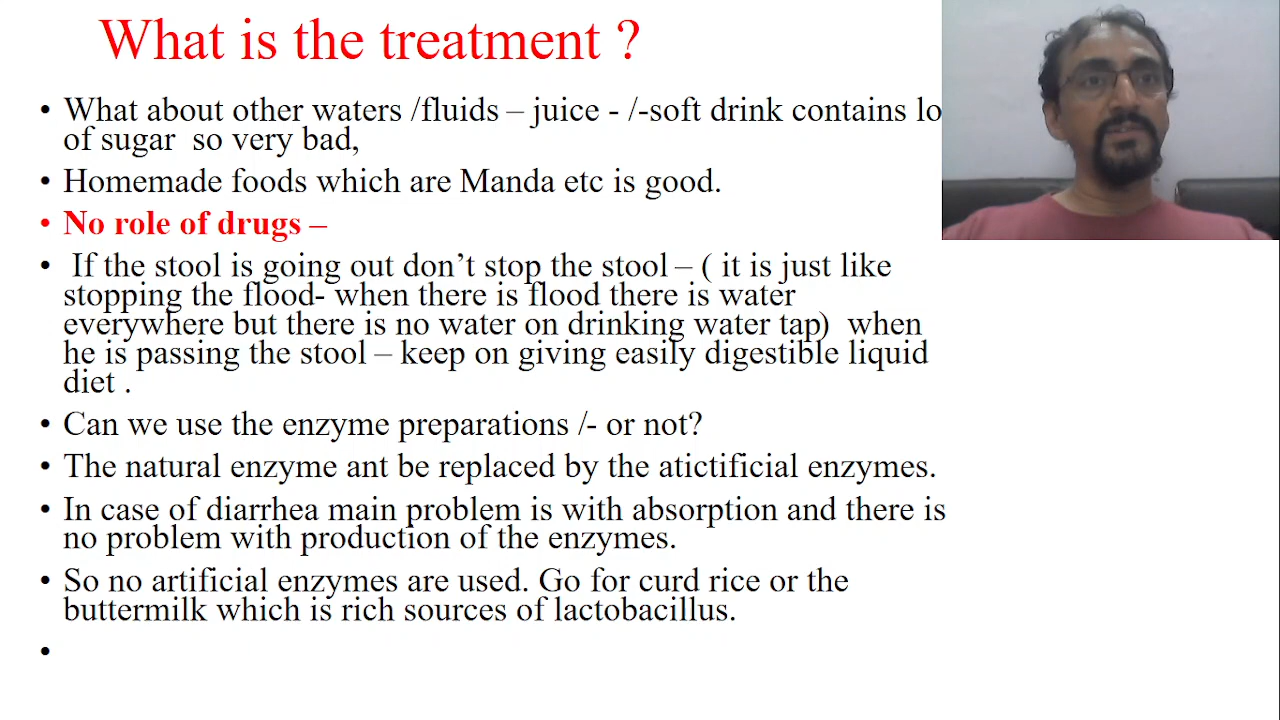 What is the treatment ?
• What about other waters /fluids – juice - /-soft drink contains lo
of sugar so very bad,
• Homemade foods which are Manda etc is good.
• No role of drugs –
• If the stool is going out don’t stop the stool – ( it is just like
stopping the flood- when there is flood there is water
everywhere but there is no water on drinking water tap) when
he is passing the stool – keep on giving easily digestible liquid
diet .
• Can we use the enzyme preparations /- or not?
• The natural enzyme ant be replaced by the atictificial enzymes.
• In case of diarrhea main problem is with absorption and there is
no problem with production of the enzymes.
• So no artificial enzymes are used. Go for curd rice or the
buttermilk which is rich sources of lactobacillus.
•